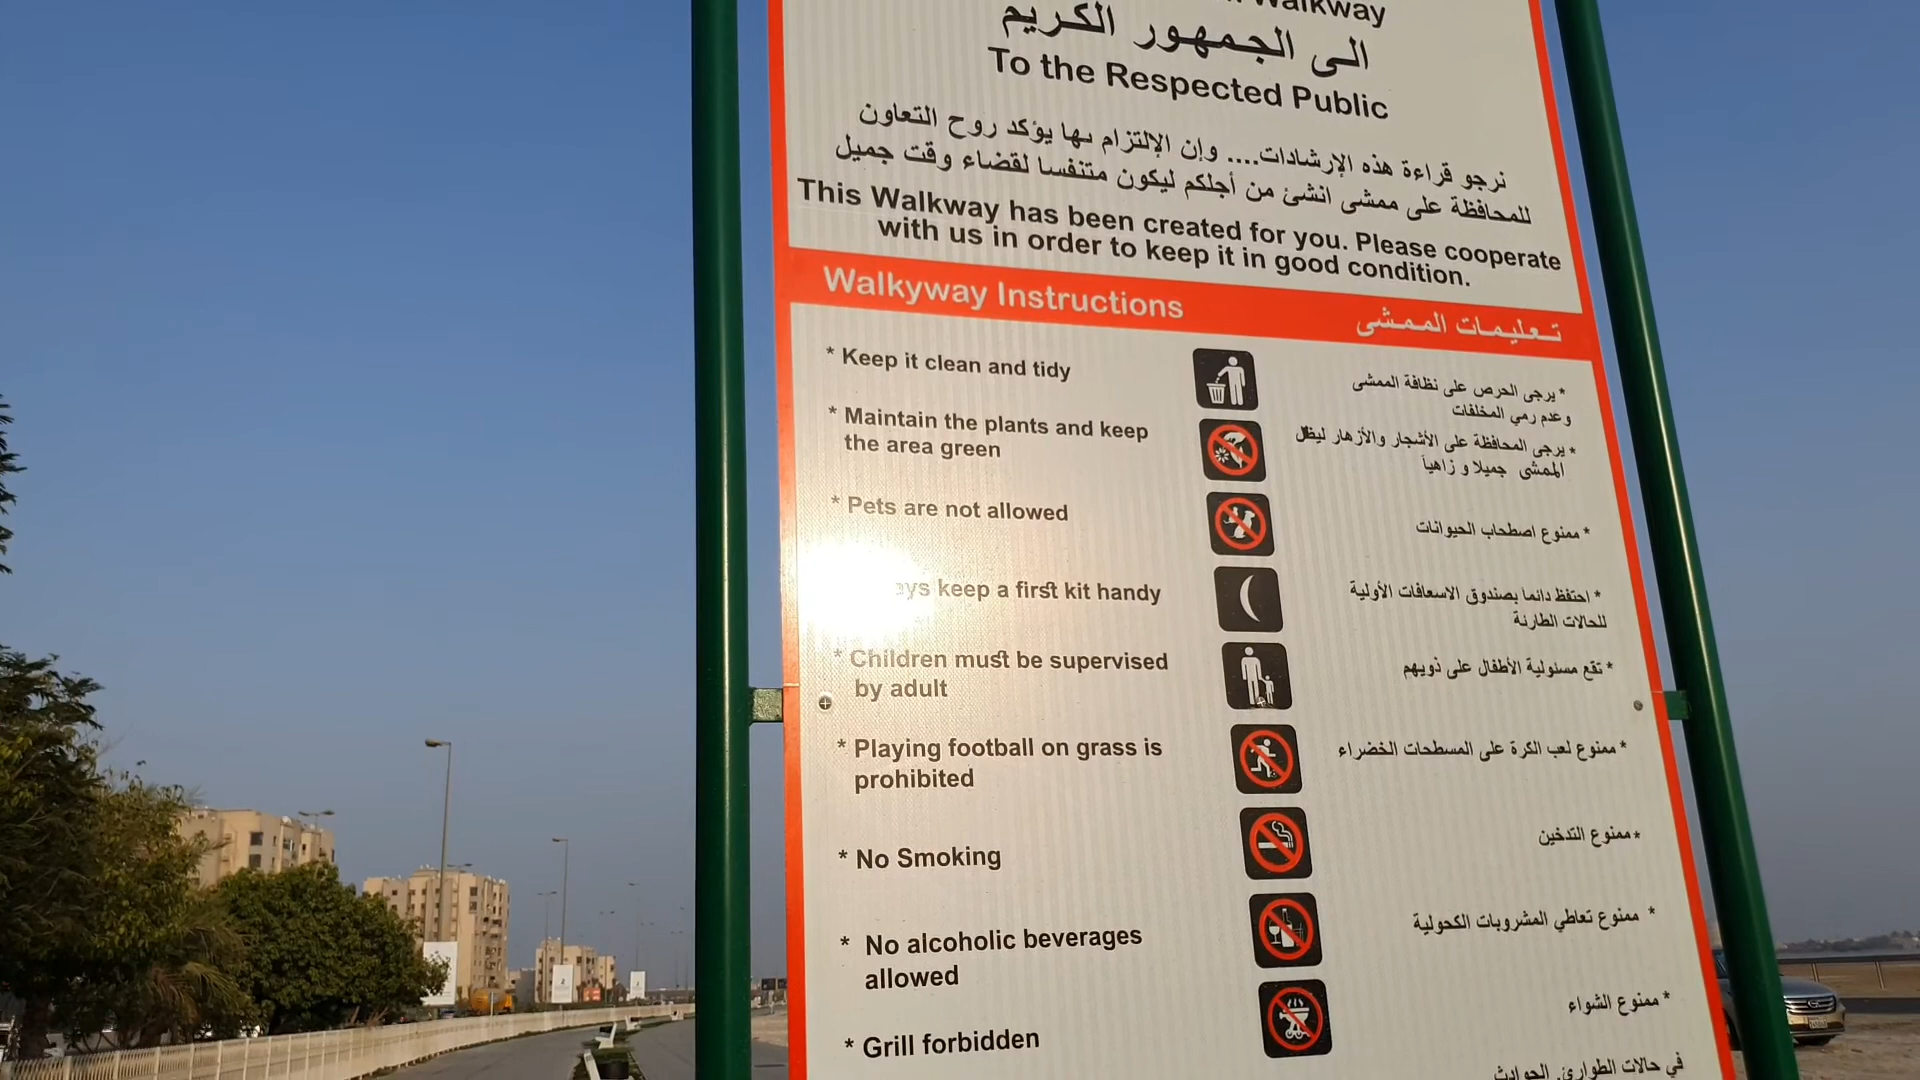 Walkway
الى الجمهور الكريم
To the Respected Public
نرجو قراءة هذه الإرشادات.... وإن الإلتزام بها يؤكد روح التعاون
للمحافظة على ممشى انشئ من أجلكم ليكون متنفسا لقضاء وقت جميل
This Walkway has been created for you. Please cooperate
with us in order to keep it in good condition.
Walkyway Instructions
تعليمات الممشى
* Keep it clean and tidy
* يرجى الحرص على نظافة الممشى
وعدم رمي المخلفات
* Maintain the plants and keep
the area green
* يرجى المحافظة على الأشجار والأزهار ليظل
الممشى جميلا و زاهياً
* Pets are not allowed
* ممنوع اصطحاب الحيوانات
keep a first kit handy
* احتفظ دائما بصندوق الاسعافات الأولية
للحالات الطارئة
* Children must be supervised
by adult
* تقع مسئولية الأطفال على ذويهم
* Playing football on grass is
prohibited
* ممنوع لعب الكرة على المسطحات الخضراء
* No Smoking
* ممنوع التدخين
* No alcoholic beverages
allowed
* ممنوع تعاطي المشروبات الكحولية
* Grill forbidden
* ممنوع الشواء
في حالات الطوارئ, الحوادث